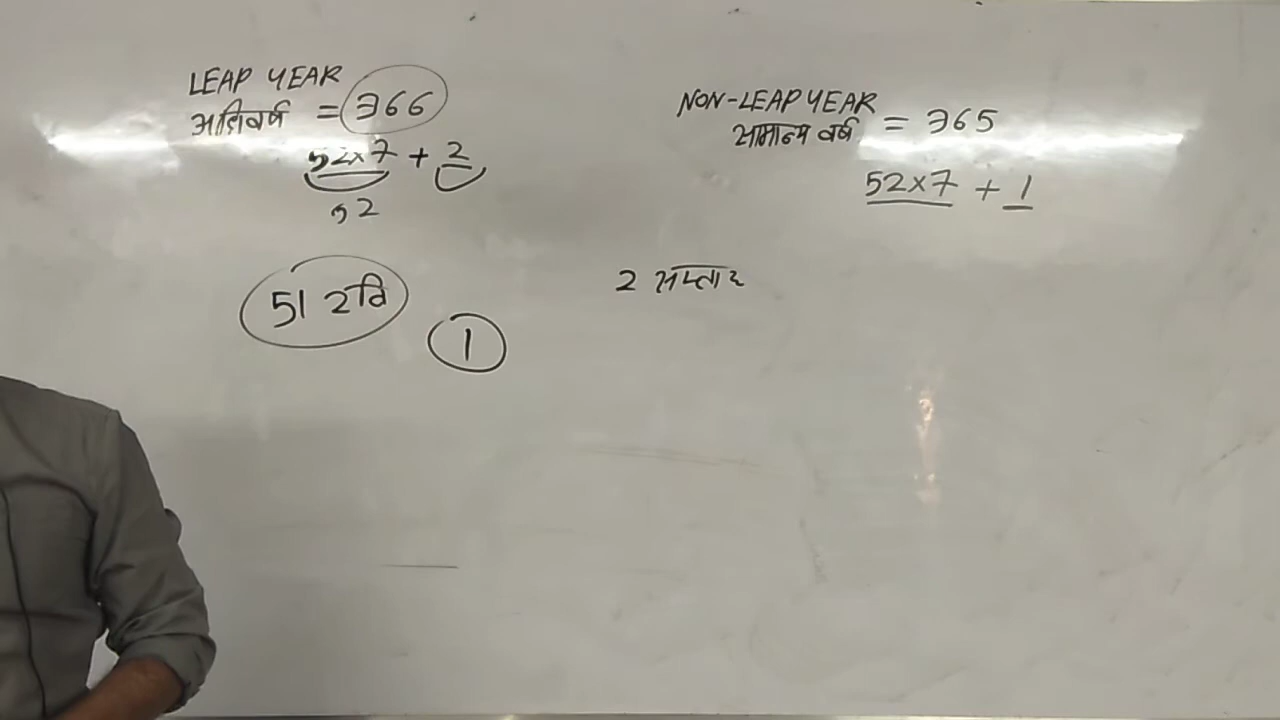 LEAP YEAR
अधिवर्ष = 366
52×7 + 2
52
51 रवि
1
NON-LEAP YEAR
सामान्य वर्ष = 365
52×7 + 1
2 सप्ताह